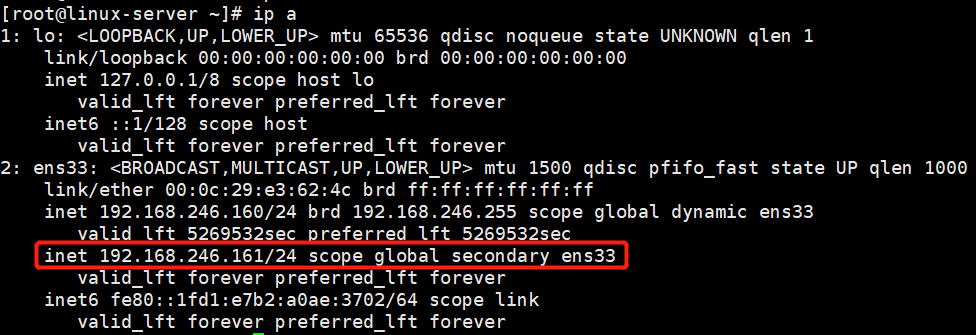 [root@linux-server ~]# ip a
1: lo: <LOOPBACK,UP,LOWER_UP> mtu 65536 qdisc noqueue state UNKNOWN qlen 1
    link/loopback 00:00:00:00:00:00 brd 00:00:00:00:00:00
    inet 127.0.0.1/8 scope host lo
       valid_lft forever preferred_lft forever
    inet6 ::1/128 scope host
       valid_lft forever preferred_lft forever
2: ens33: <BROADCAST,MULTICAST,UP,LOWER_UP> mtu 1500 qdisc pfifo_fast state UP qlen 1000
    link/ether 00:0c:29:e3:62:4c brd ff:ff:ff:ff:ff:ff
    inet 192.168.246.160/24 brd 192.168.246.255 scope global dynamic ens33
       valid_lft 5269532sec preferred_lft 5269532sec
    inet 192.168.246.161/24 scope global secondary ens33
       valid_lft forever preferred_lft forever
    inet6 fe80::1fd1:e7b2:a0ae:3702/64 scope link
       valid_lft forever preferred_lft forever